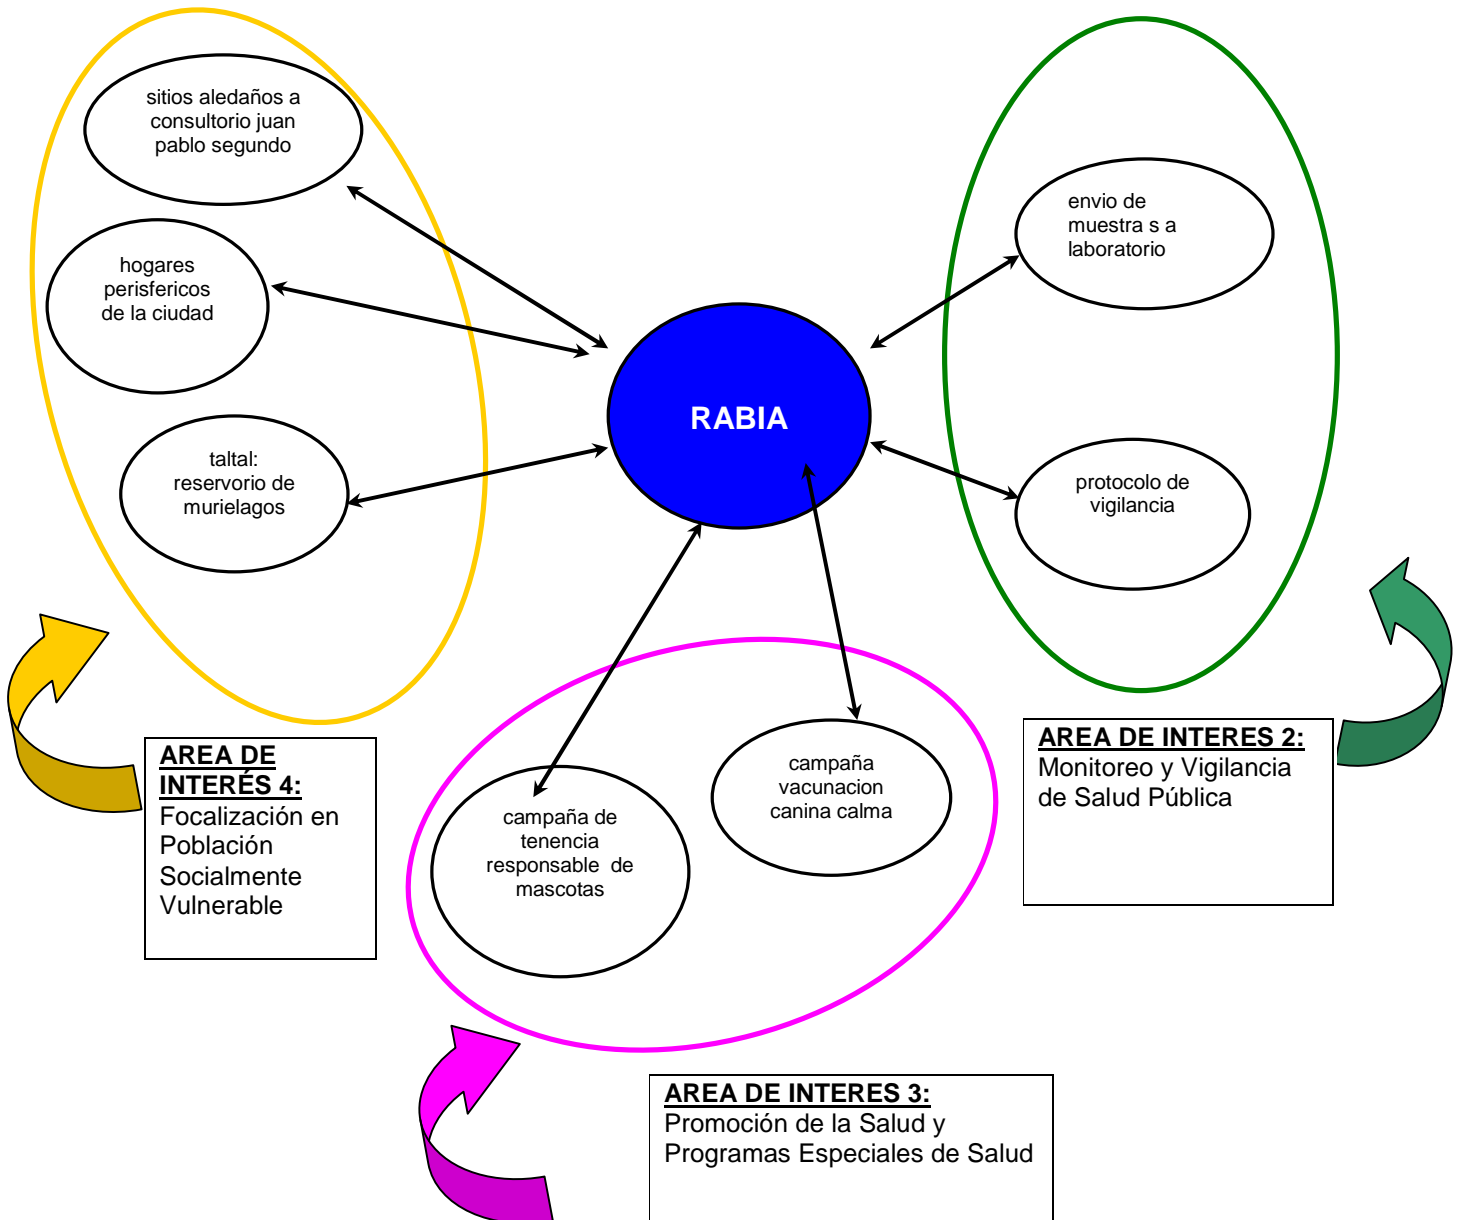 sitios aledaños a
consultorio juan
pablo segundo
hogares
perisfericos
de la ciudad
taltal:
reservorio de
murielagos
RABIA
envio de
muestra s a
laboratorio
protocolo de
vigilancia
campaña de
tenencia
responsable de
mascotas
campaña
vacunacion
canina calma
AREA DE
INTERÉS 4:
Focalización en
Población
Socialmente
Vulnerable
AREA DE INTERES 2:
Monitoreo y Vigilancia
de Salud Pública
AREA DE INTERES 3:
Promoción de la Salud y
Programas Especiales de Salud